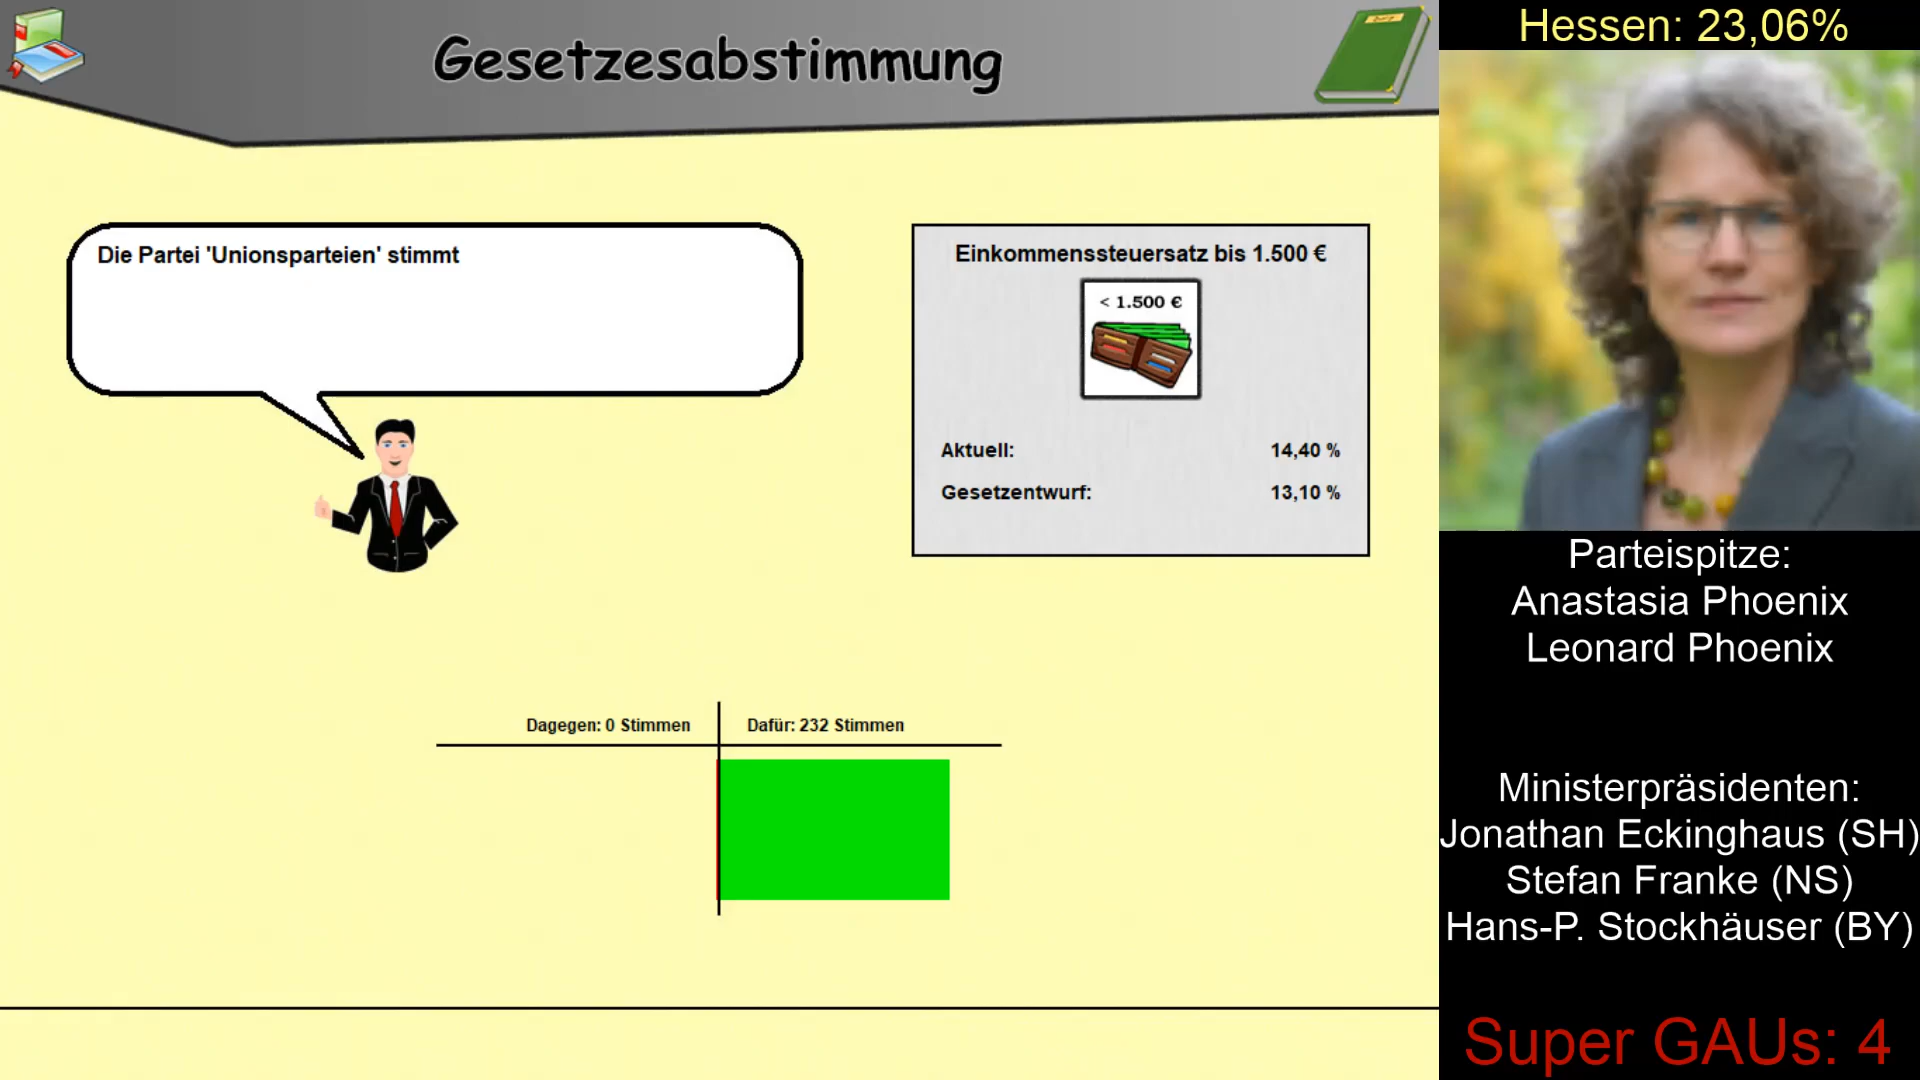 Gesetzesabstimmung
Hessen: 23,06%
Die Partei 'Unionsparteien' stimmt
Einkommenssteuersatz bis 1.500 €
< 1.500 €
Aktuell: 14,40 %
Gesetzentwurf: 13,10 %
Dagegen: 0 Stimmen
Dafür: 232 Stimmen
Parteispitze:
Anastasia Phoenix
Leonard Phoenix
Ministerpräsidenten:
Jonathan Eckinghaus (SH)
Stefan Franke (NS)
Hans-P. Stockhäuser (BY)
Super GAUs: 4